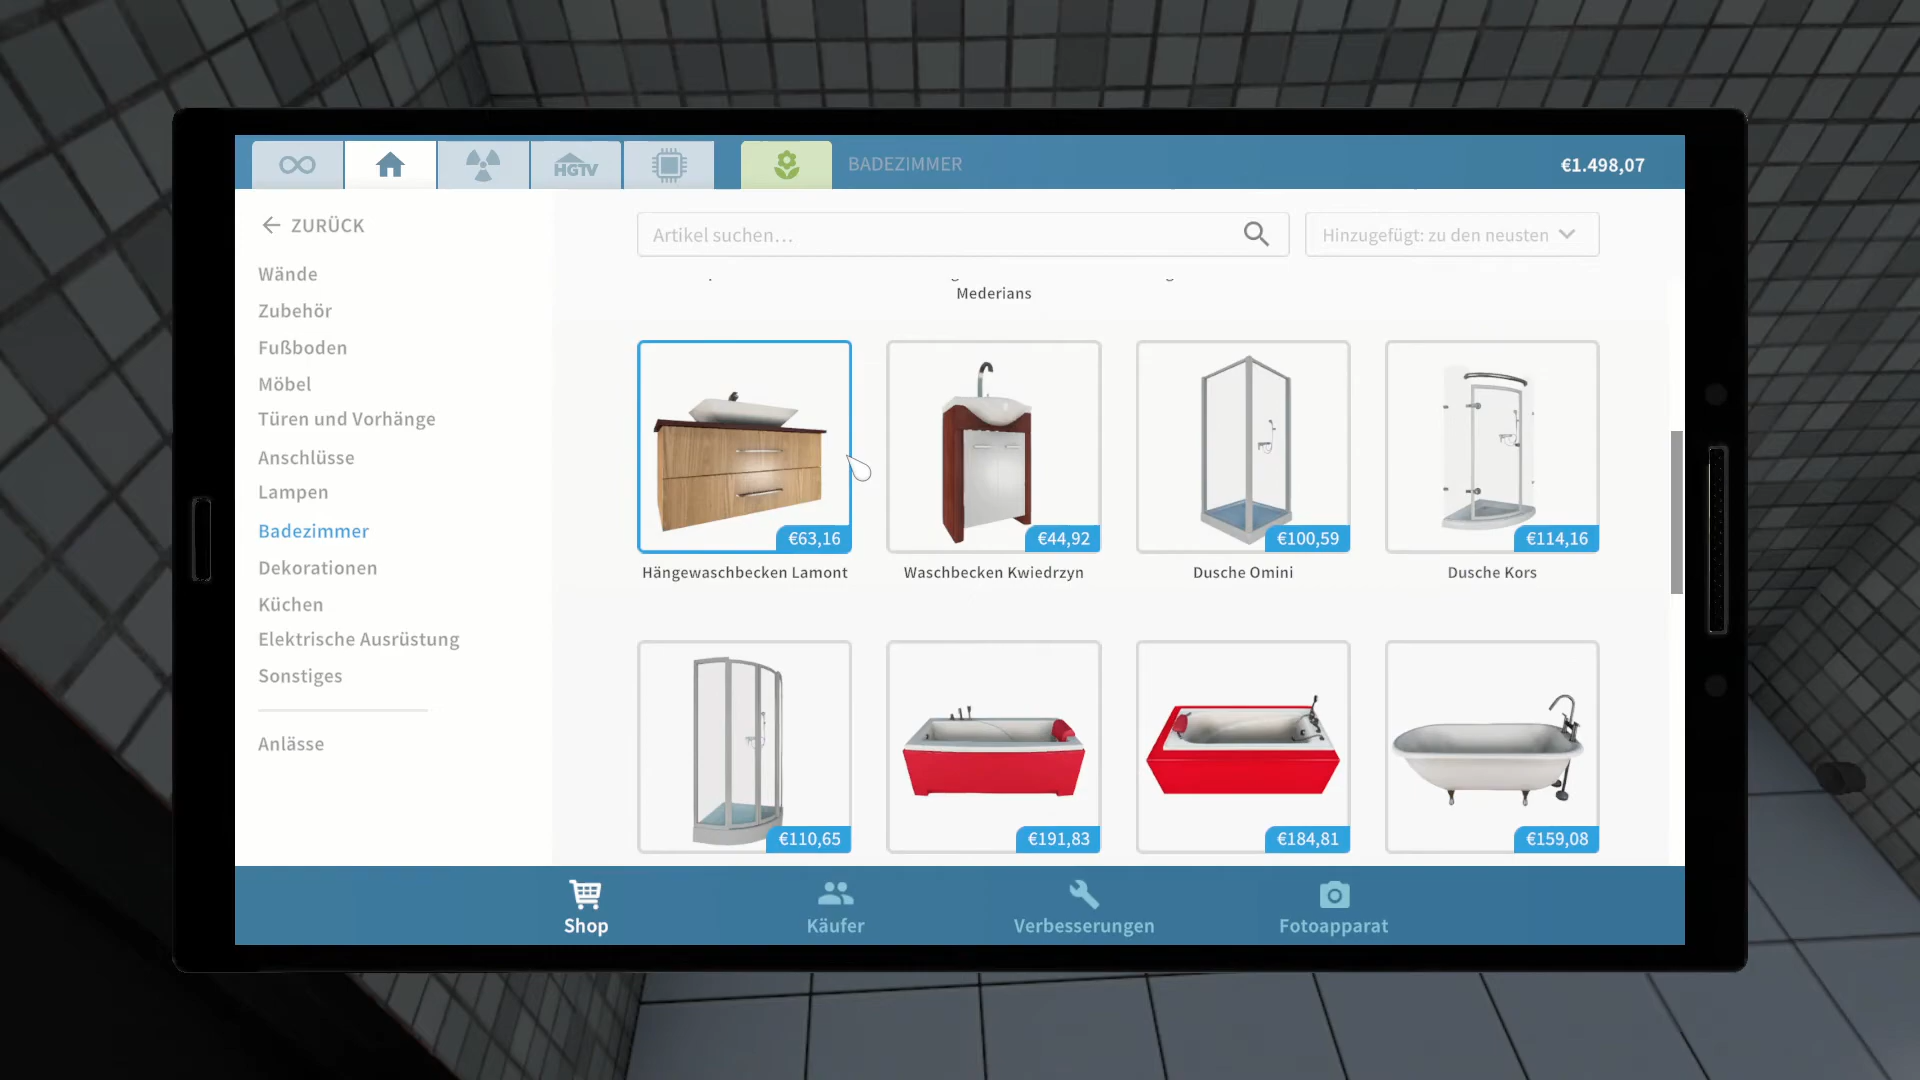 HGTV
BADEZIMMER
€1.498,07
ZURÜCK
Artikel suchen...
Hinzugefügt: zu den neusten
Wände
Zubehör
Fußboden
Möbel
Türen und Vorhänge
Anschlüsse
Lampen
Badezimmer
Dekorationen
Küchen
Elektrische Ausrüstung
Sonstiges
Anlässe
Mederians
€63,16
€44,92
€100,59
€114,16
Hängewaschbecken Lamont
Waschbecken Kwiedrzyn
Dusche Omini
Dusche Kors
€110,65
€191,83
€184,81
€159,08
Shop
Käufer
Verbesserungen
Fotoapparat